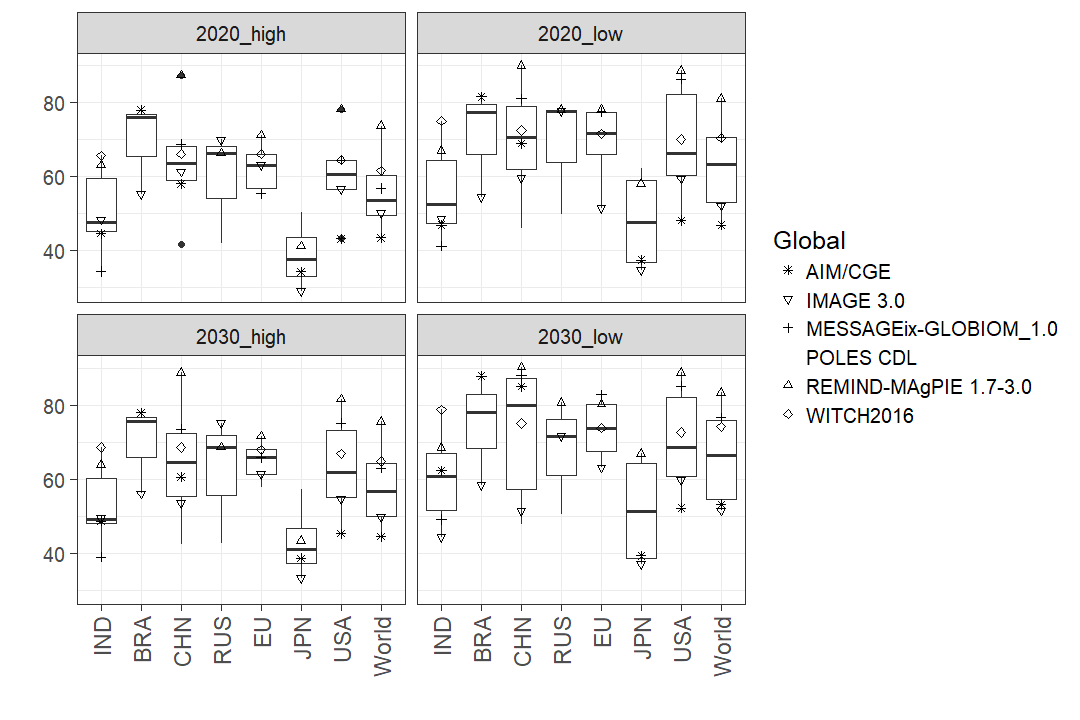 2020_high
2020_low
80
60
40
2030_high
2030_low
80
60
40
IND
BRA
CHN
RUS
EU
JPN
USA
World
IND
BRA
CHN
RUS
EU
JPN
USA
World
Global
AIM/CGE
IMAGE 3.0
MESSAGEix-GLOBIOM_1.0
POLES CDL
REMIND-MAgPIE 1.7-3.0
WITCH2016